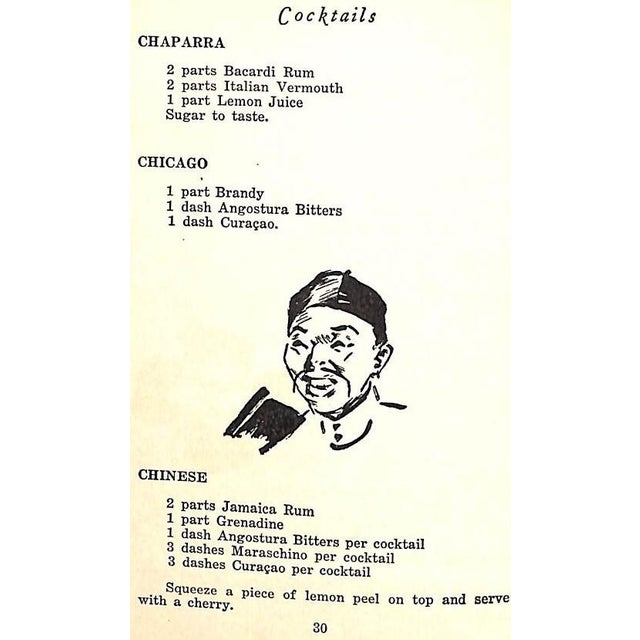 Cocktails
CHAPARRA
2 parts Bacardi Rum
2 parts Italian Vermouth
1 part Lemon Juice
Sugar to taste.
CHICAGO
1 part Brandy
1 dash Angostura Bitters
1 dash Curaçao.
CHINESE
2 parts Jamaica Rum
1 part Grenadine
1 dash Angostura Bitters per cocktail
3 dashes Maraschino per cocktail
3 dashes Curaçao per cocktail
Squeeze a piece of lemon peel on top and serve
with a cherry.
30